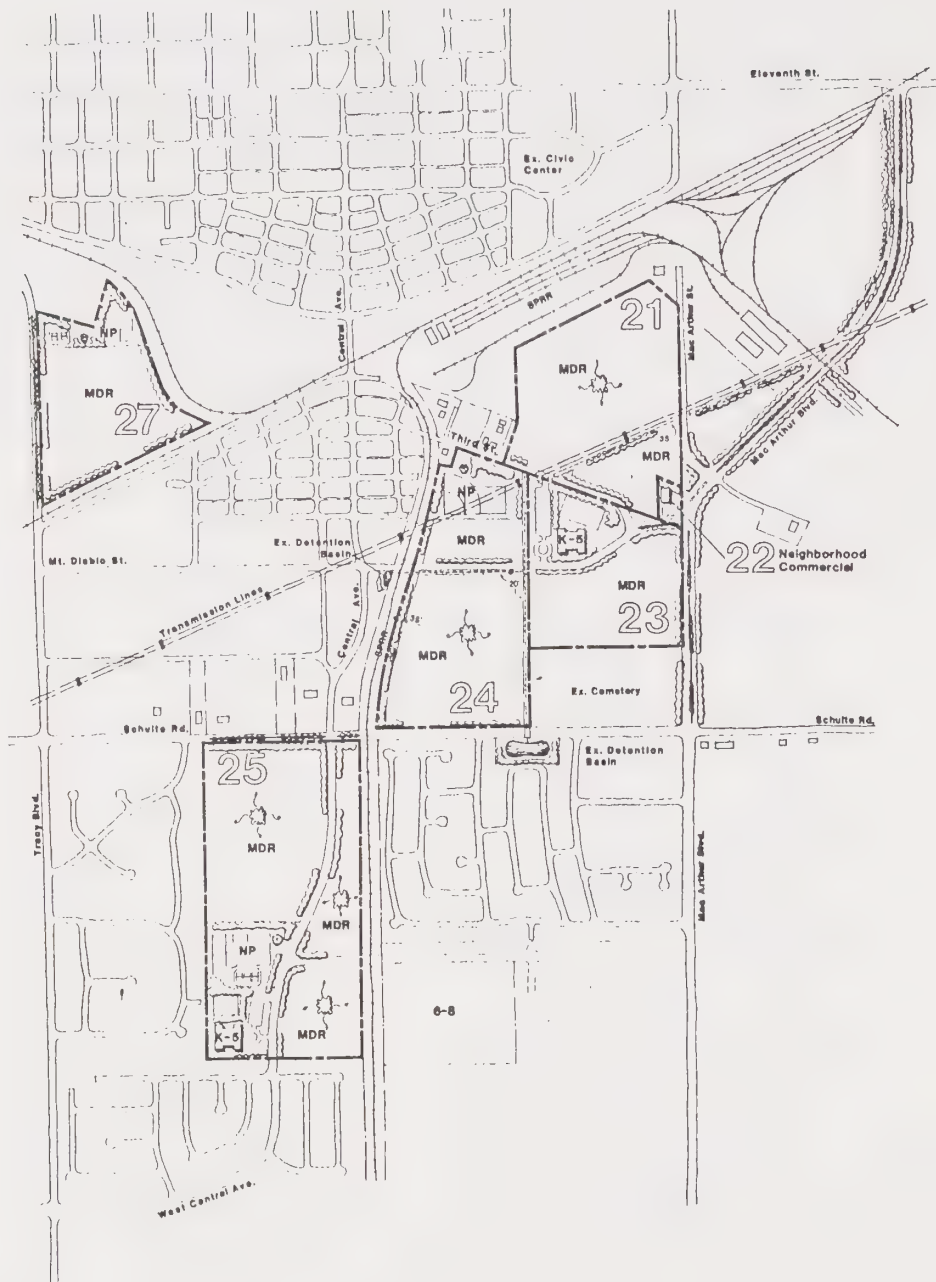 Eleventh St.
Ex. Civic
Center
Central Ave.
SPRR
21
Mac Arthur St.
MDR
NP
MDR
27
Third St.
35'
MDR
Mac Arthur Blvd.
NP
K-5
Mt. Diablo St.
Ex. Detention
Basin
MDR
22 Neighborhood
Commercial
20'
MDR
23
Transmission Lines
Central Ave.
SPRR
35'
MDR
24
Ex. Cemetery
Schulte Rd.
Schulte Rd.
25
Ex. Detention
Basin
Tracy Blvd.
MDR
Mac Arthur Blvd.
MDR
NP
6-8
K-5
MDR
West Central Ave.